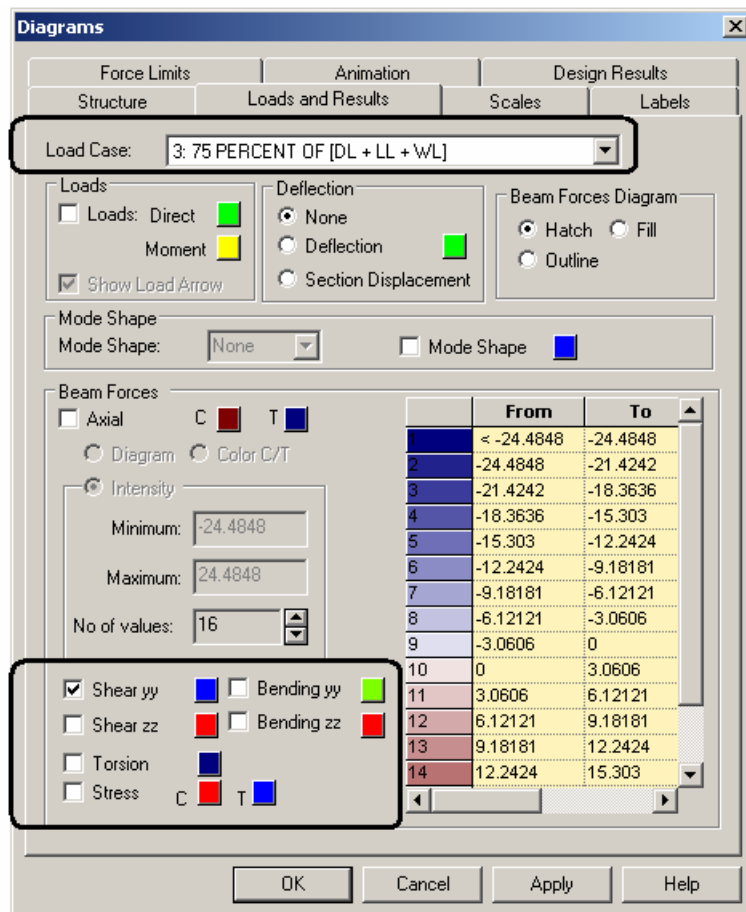 Diagrams
Force Limits Animation Design Results
Structure Loads and Results Scales Labels
Load Case: 3: 75 PERCENT OF [DL + LL + WL]
Loads Deflection Beam Forces Diagram
Loads: Direct None Hatch Fill
Moment Deflection Outline
Show Load Arrow Section Displacement
Mode Shape
Mode Shape: None Mode Shape
Beam Forces
Axial C T
Diagram Color C/T
Intensity
Minimum: -24.4848
Maximum: 24.4848
No of values: 16
Shear yy Bending yy
Shear zz Bending zz
Torsion
Stress C T
From To
1 < -24.4848 -24.4848
2 -24.4848 -21.4242
3 -21.4242 -18.3636
4 -18.3636 -15.303
5 -15.303 -12.2424
6 -12.2424 -9.18181
7 -9.18181 -6.12121
8 -6.12121 -3.0606
9 -3.0606 0
10 0 3.0606
11 3.0606 6.12121
12 6.12121 9.18181
13 9.18181 12.2424
14 12.2424 15.303
OK Cancel Apply Help